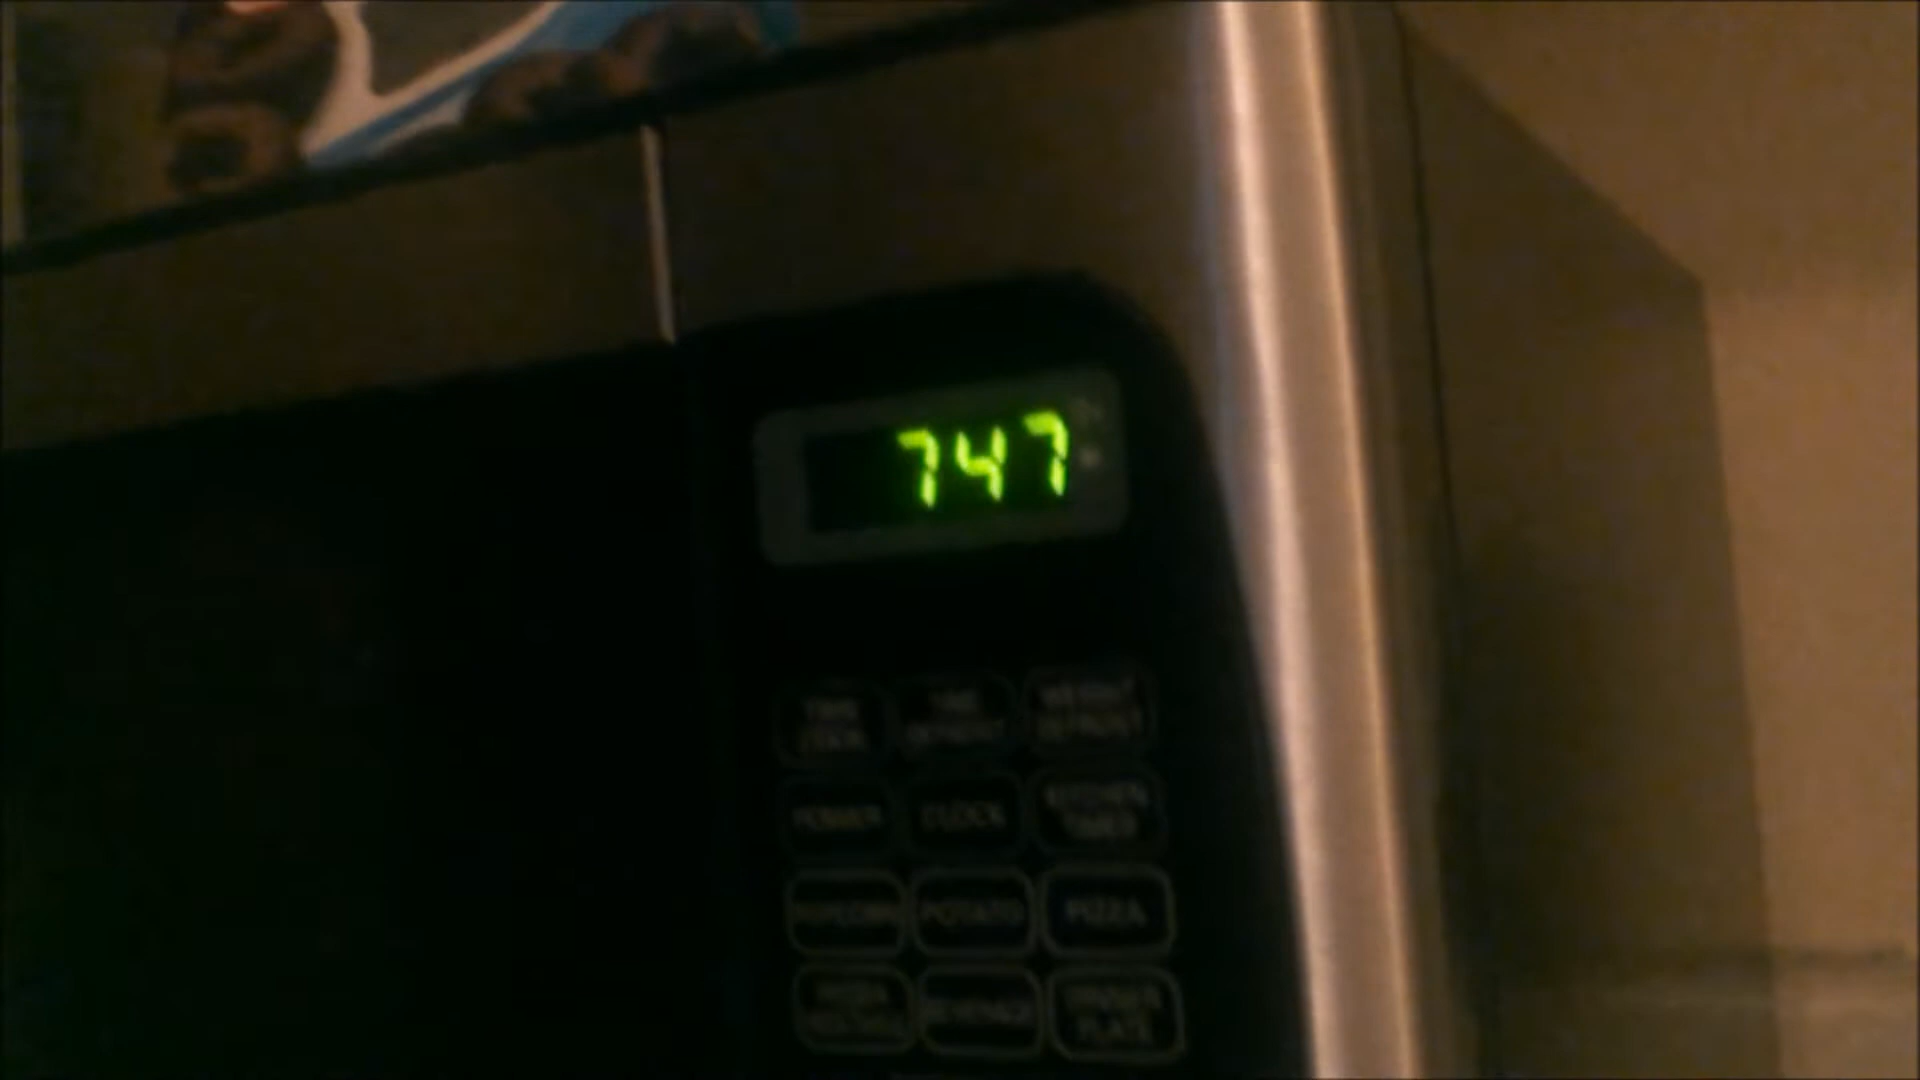 747
TIME TIME WEIGHT
COOK DEFROST DEFROST
POWER CLOCK KITCHEN
TIMER
POPCORN POTATO PIZZA
BEVERAGE DINNER
PLATE